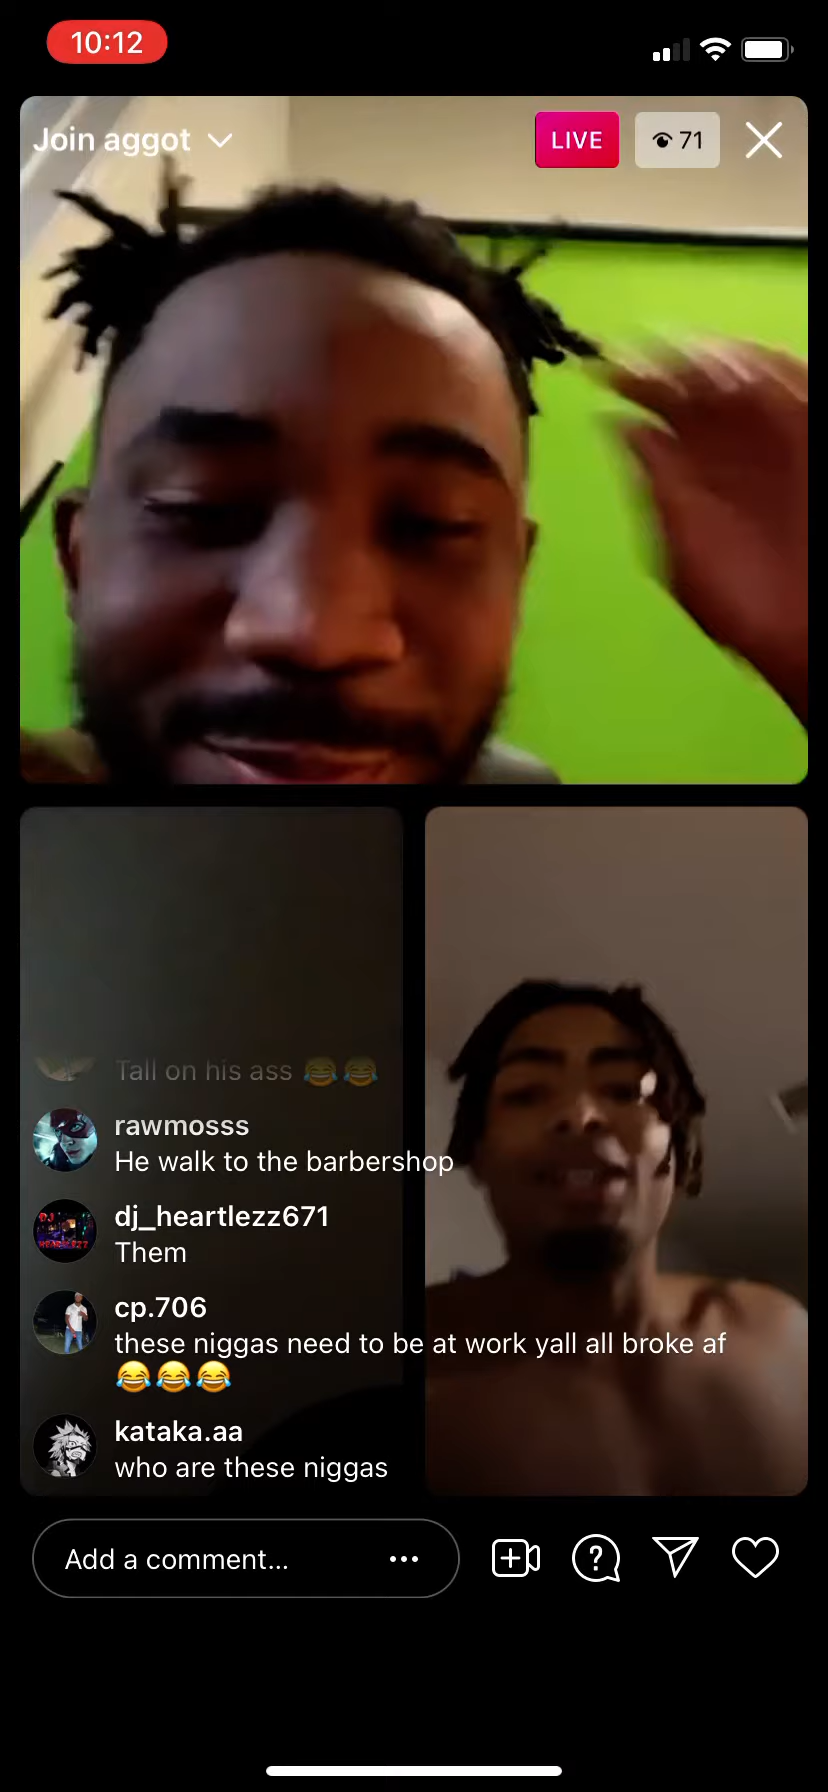 10:12
Join aggot
LIVE
71
Tall on his ass 😂😂
rawmosss
He walk to the barbershop
dj_heartlezz671
Them
cp.706
these niggas need to be at work yall all broke af
😂😂😂
kataka.aa
who are these niggas
Add a comment...